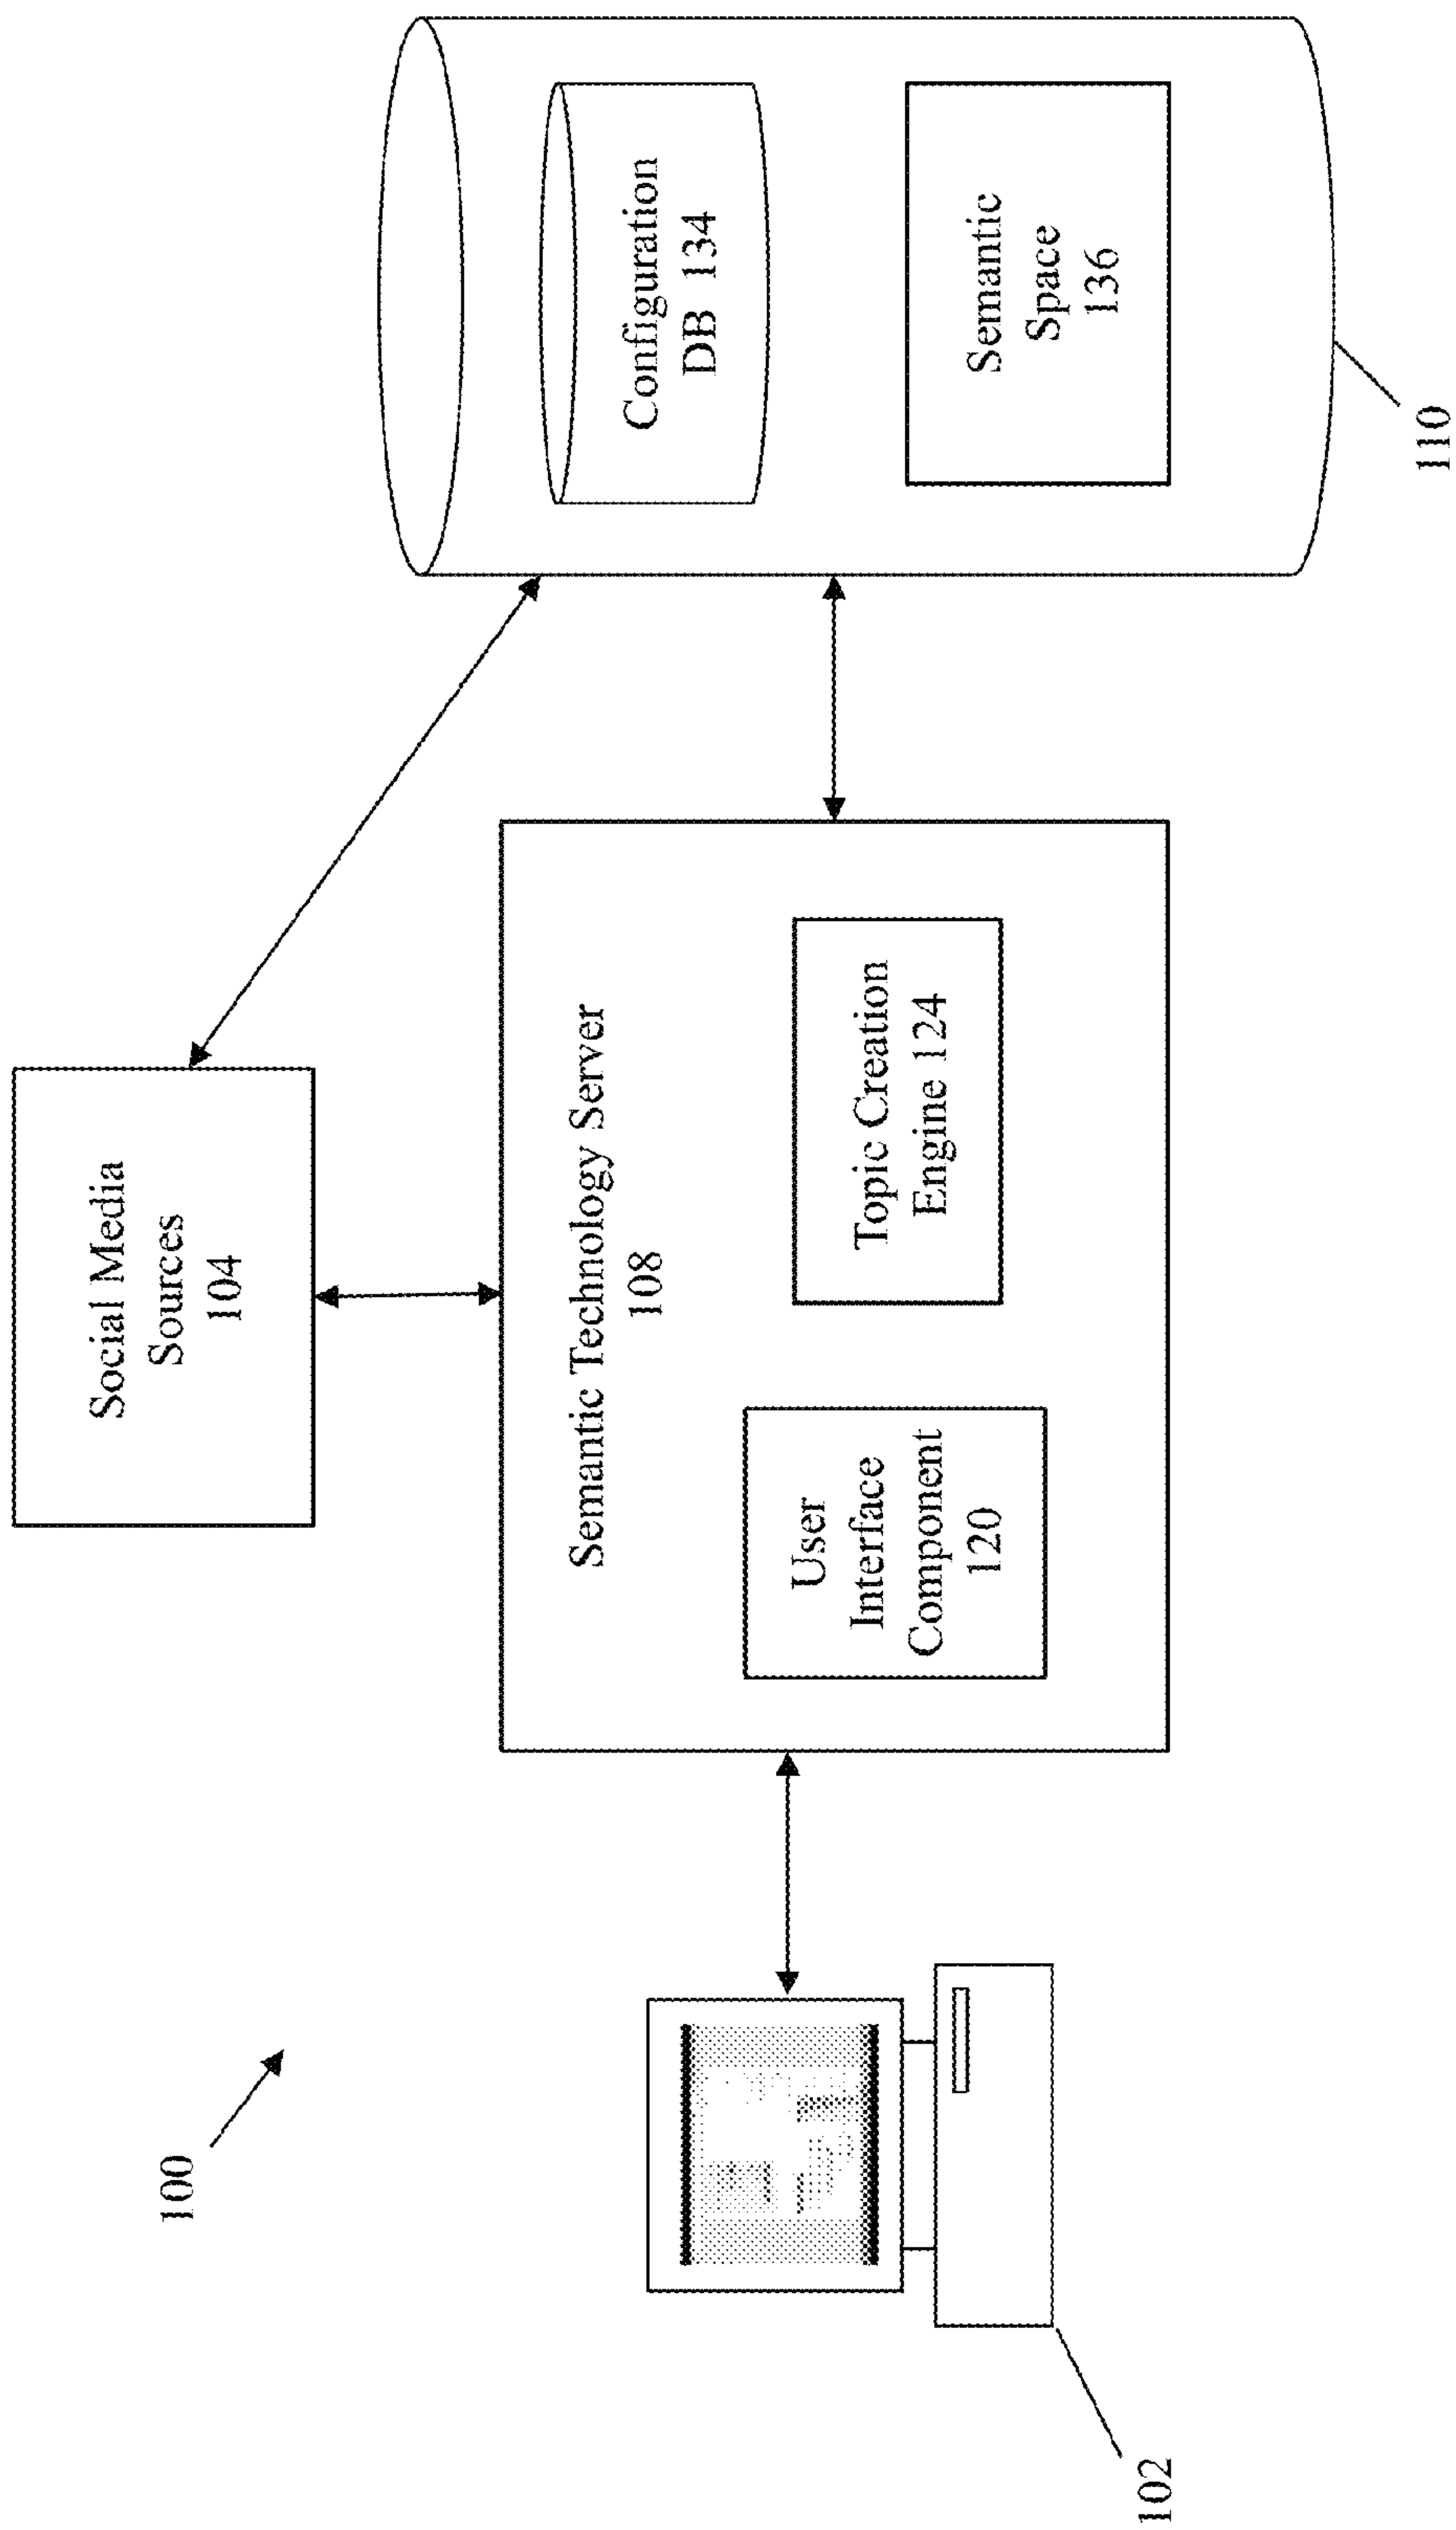 100
Social Media
Sources
104
Semantic Technology Server
108
User
Interface
Component
120
Topic Creation
Engine 124
Configuration
DB 134
Semantic
Space
136
102
110